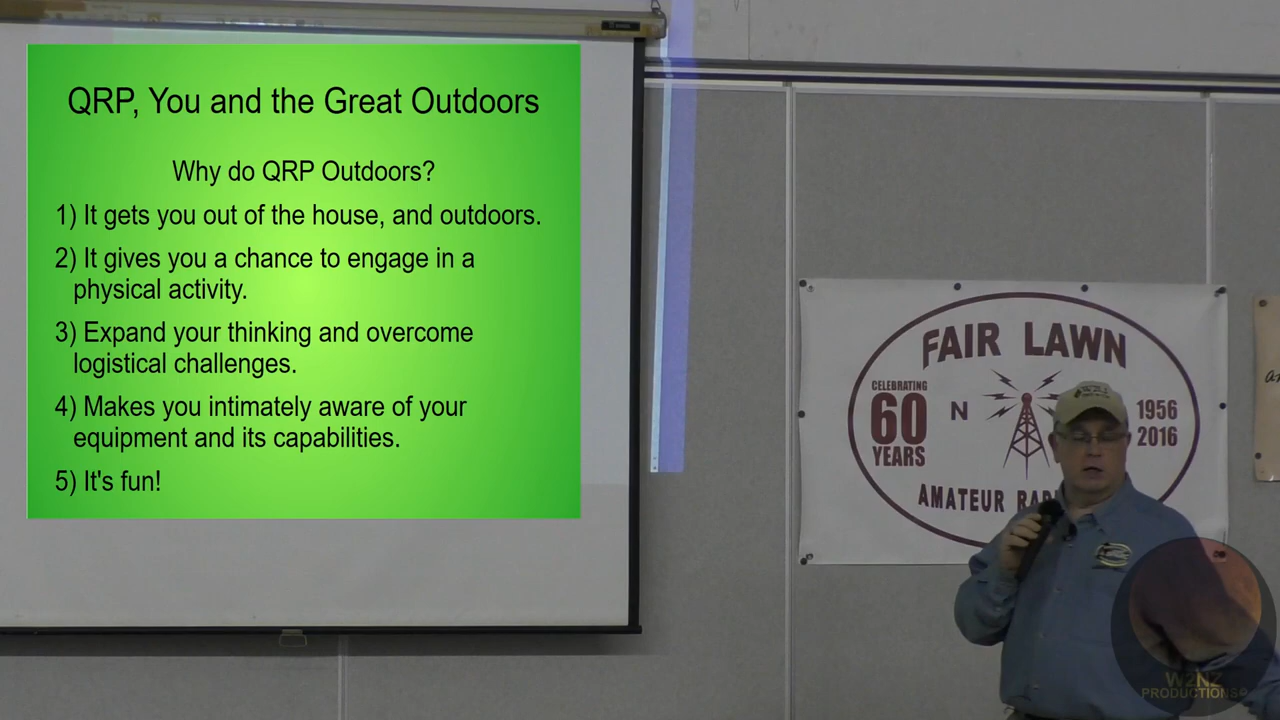 QRP, You and the Great Outdoors
Why do QRP Outdoors?
1) It gets you out of the house, and outdoors.
2) It gives you a chance to engage in a
physical activity.
3) Expand your thinking and overcome
logistical challenges.
4) Makes you intimately aware of your
equipment and its capabilities.
5) It's fun!
FAIR LAWN
CELEBRATING
60
YEARS
N
1956
2016
AMATEUR
W2NZ
PRODUCTIONS